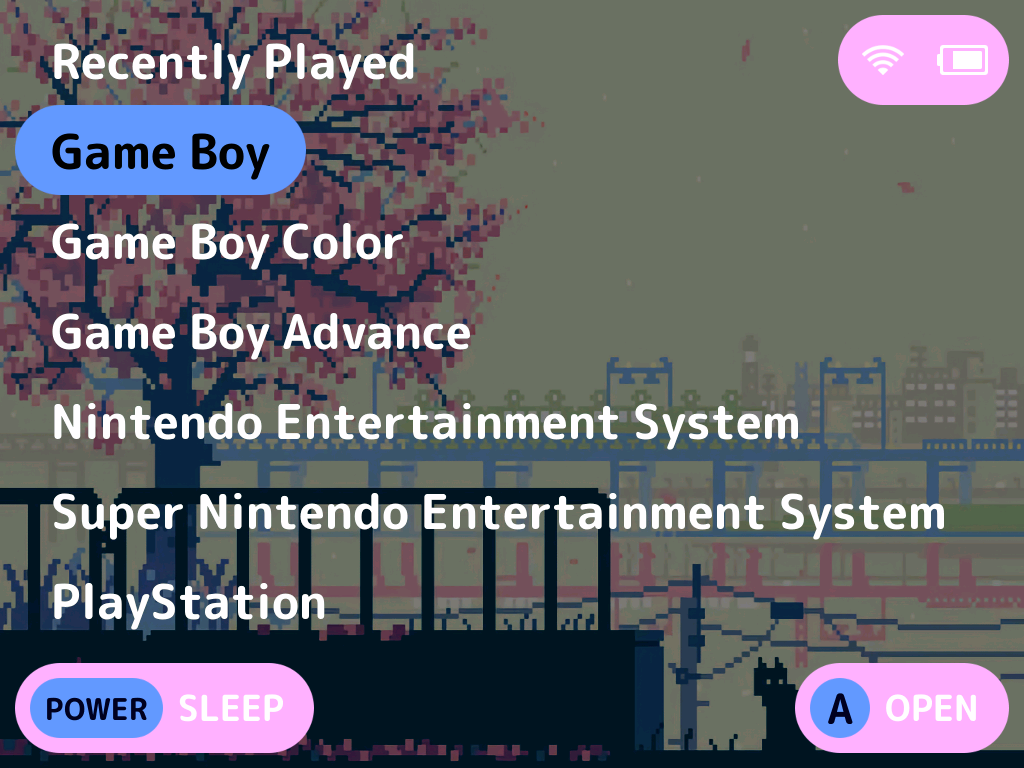 Recently Played
Game Boy
Game Boy Color
Game Boy Advance
Nintendo Entertainment System
Super Nintendo Entertainment System
PlayStation
POWER SLEEP
A OPEN